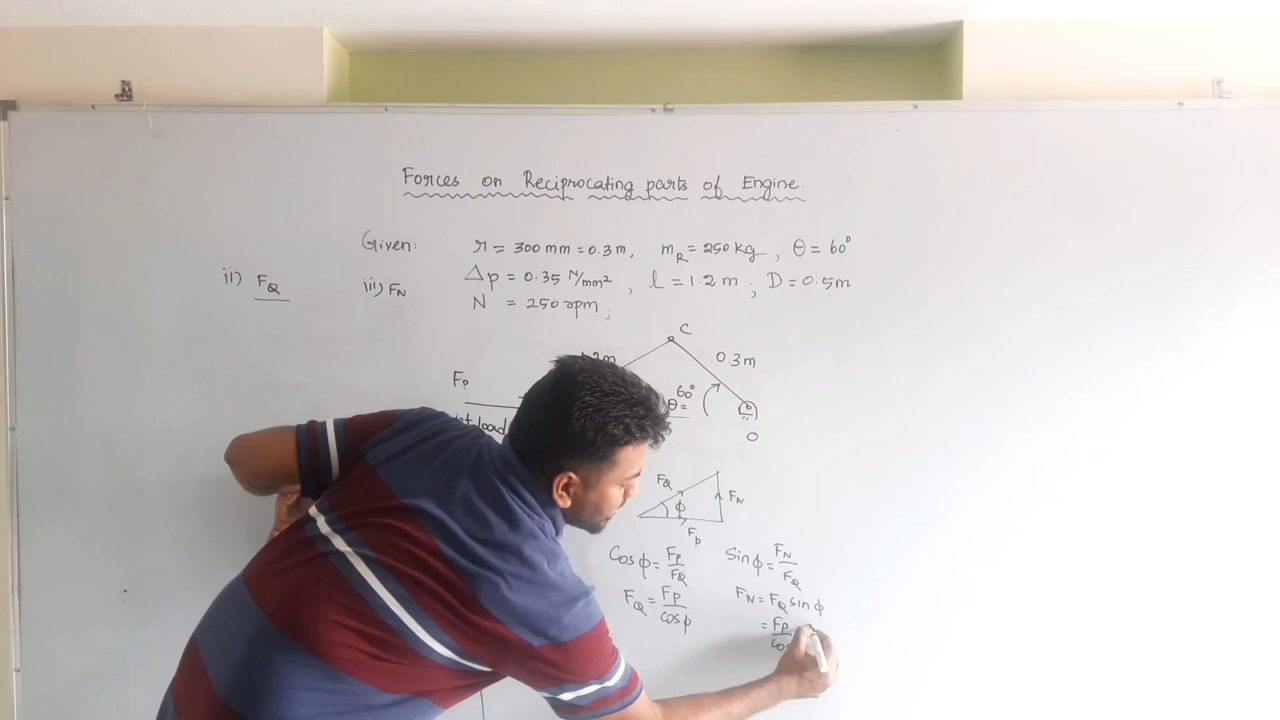 Forces on Reciprocating parts of Engine.
Given: r = 300 mm = 0.3 m, m_R = 250 kg, θ = 60°
Δp = 0.35 N/mm², l = 1.2 m ; D = 0.5 m
N = 250 rpm ;
ii) F_Q
iii) F_N
C
0.3 m
F_P
60°
θ =
load
O
F_Q
F_N
ϕ
F_p
Cos ϕ = F_P/F_Q
Sin ϕ = F_N/F_Q
F_Q = F_P/cos ρ
F_N = F_Q sin ϕ
= F_P/